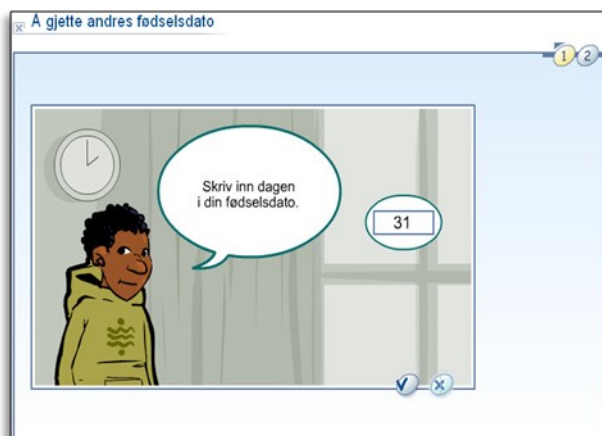 Å gjette andres fødselsdato
1 2
Skriv inn dagen
i din fødselsdato.
31